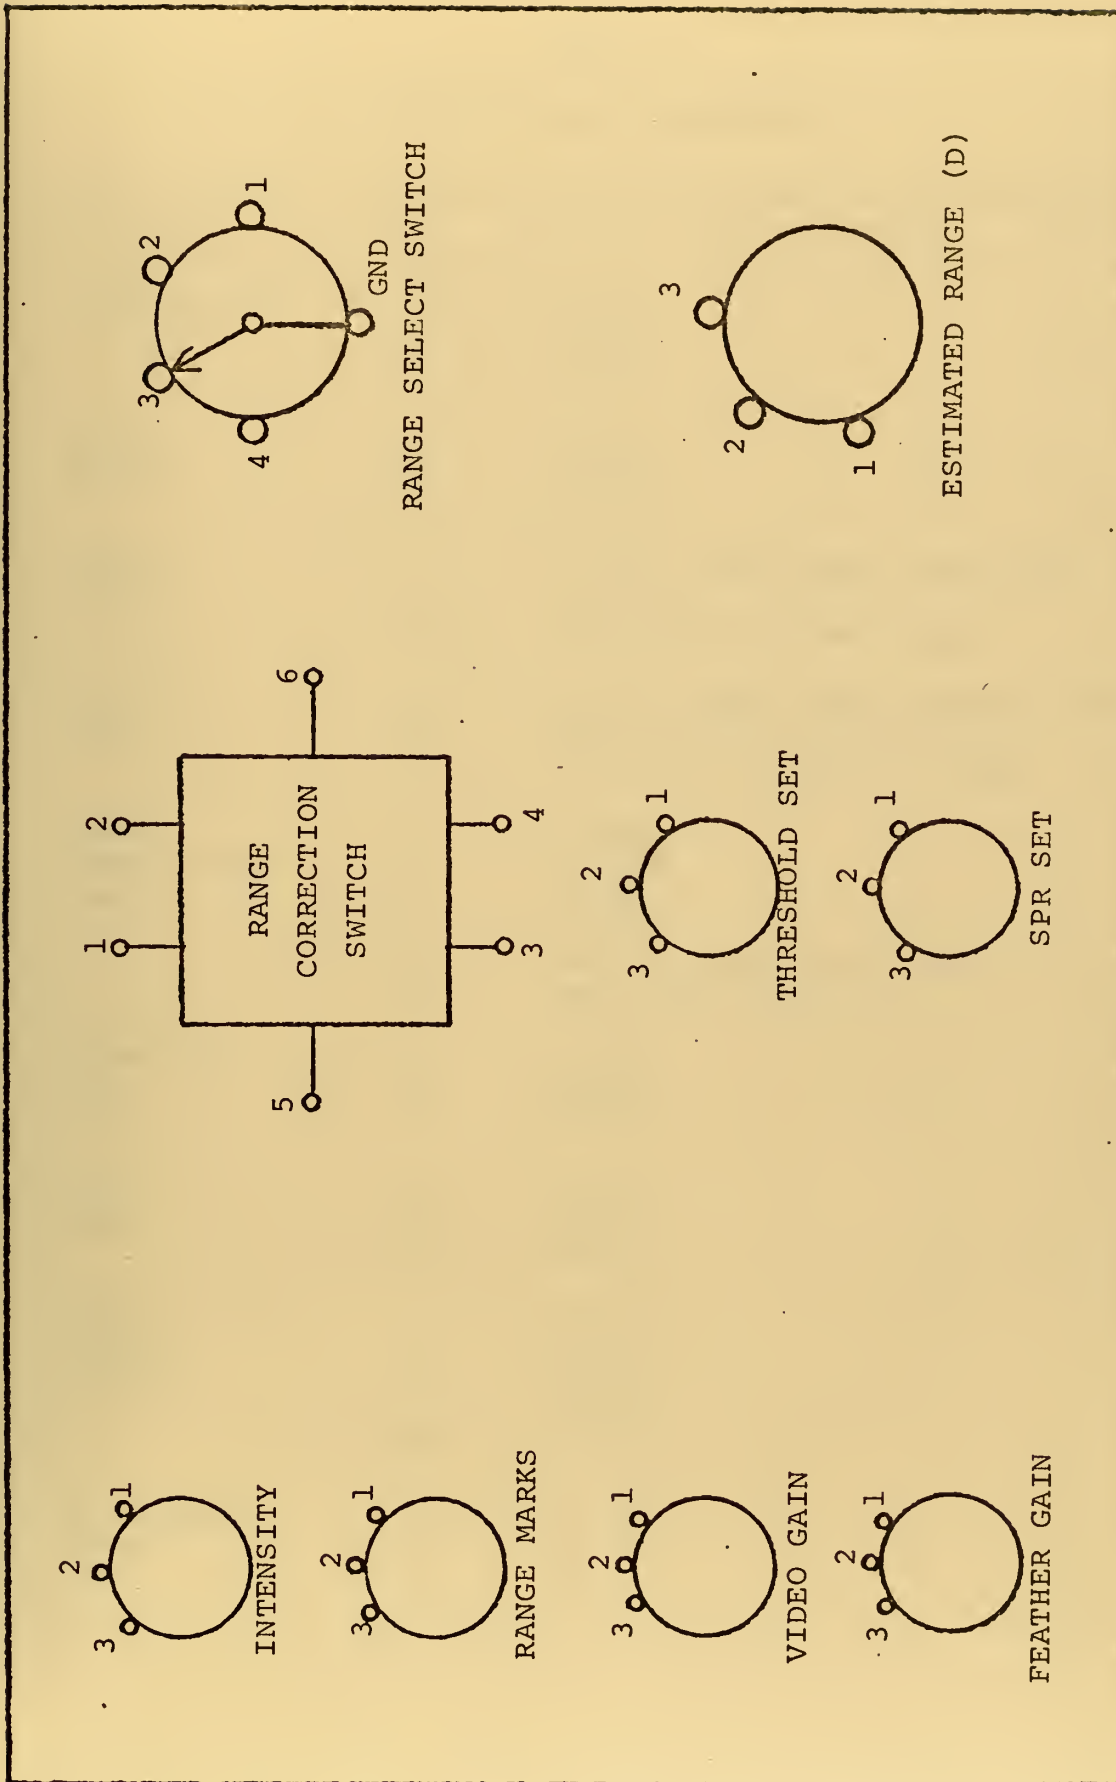 3 2 1
INTENSITY
3 2 1
RANGE MARKS
3 2 1
VIDEO GAIN
3 2 1
FEATHER GAIN
1 2
5 6
RANGE
CORRECTION
SWITCH
3 4
3 2 1
THRESHOLD SET
3 2 1
SPR SET
3 2
4 1
GND
RANGE SELECT SWITCH
3
2
1
ESTIMATED RANGE (D)